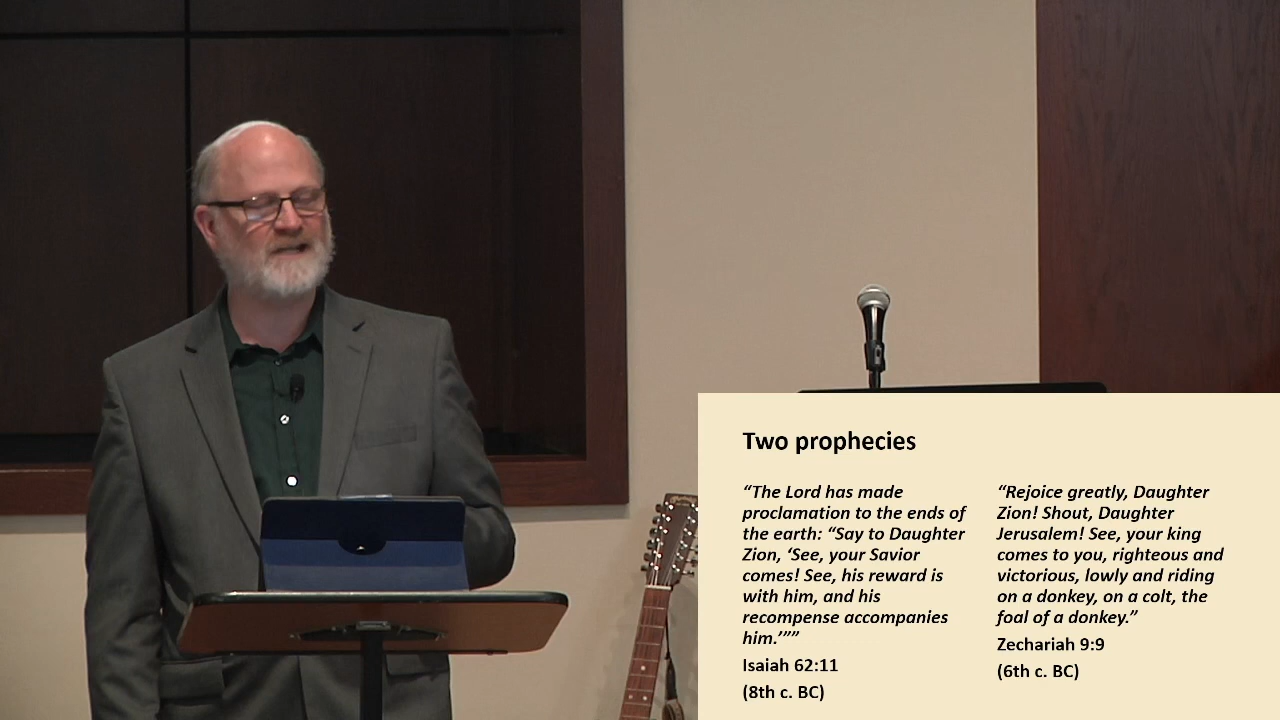 Two prophecies
“The Lord has made
proclamation to the ends of
the earth: “Say to Daughter
Zion, ‘See, your Savior
comes! See, his reward is
with him, and his
recompense accompanies
him.’””
Isaiah 62:11
(8th c. BC)
“Rejoice greatly, Daughter
Zion! Shout, Daughter
Jerusalem! See, your king
comes to you, righteous and
victorious, lowly and riding
on a donkey, on a colt, the
foal of a donkey.”
Zechariah 9:9
(6th c. BC)